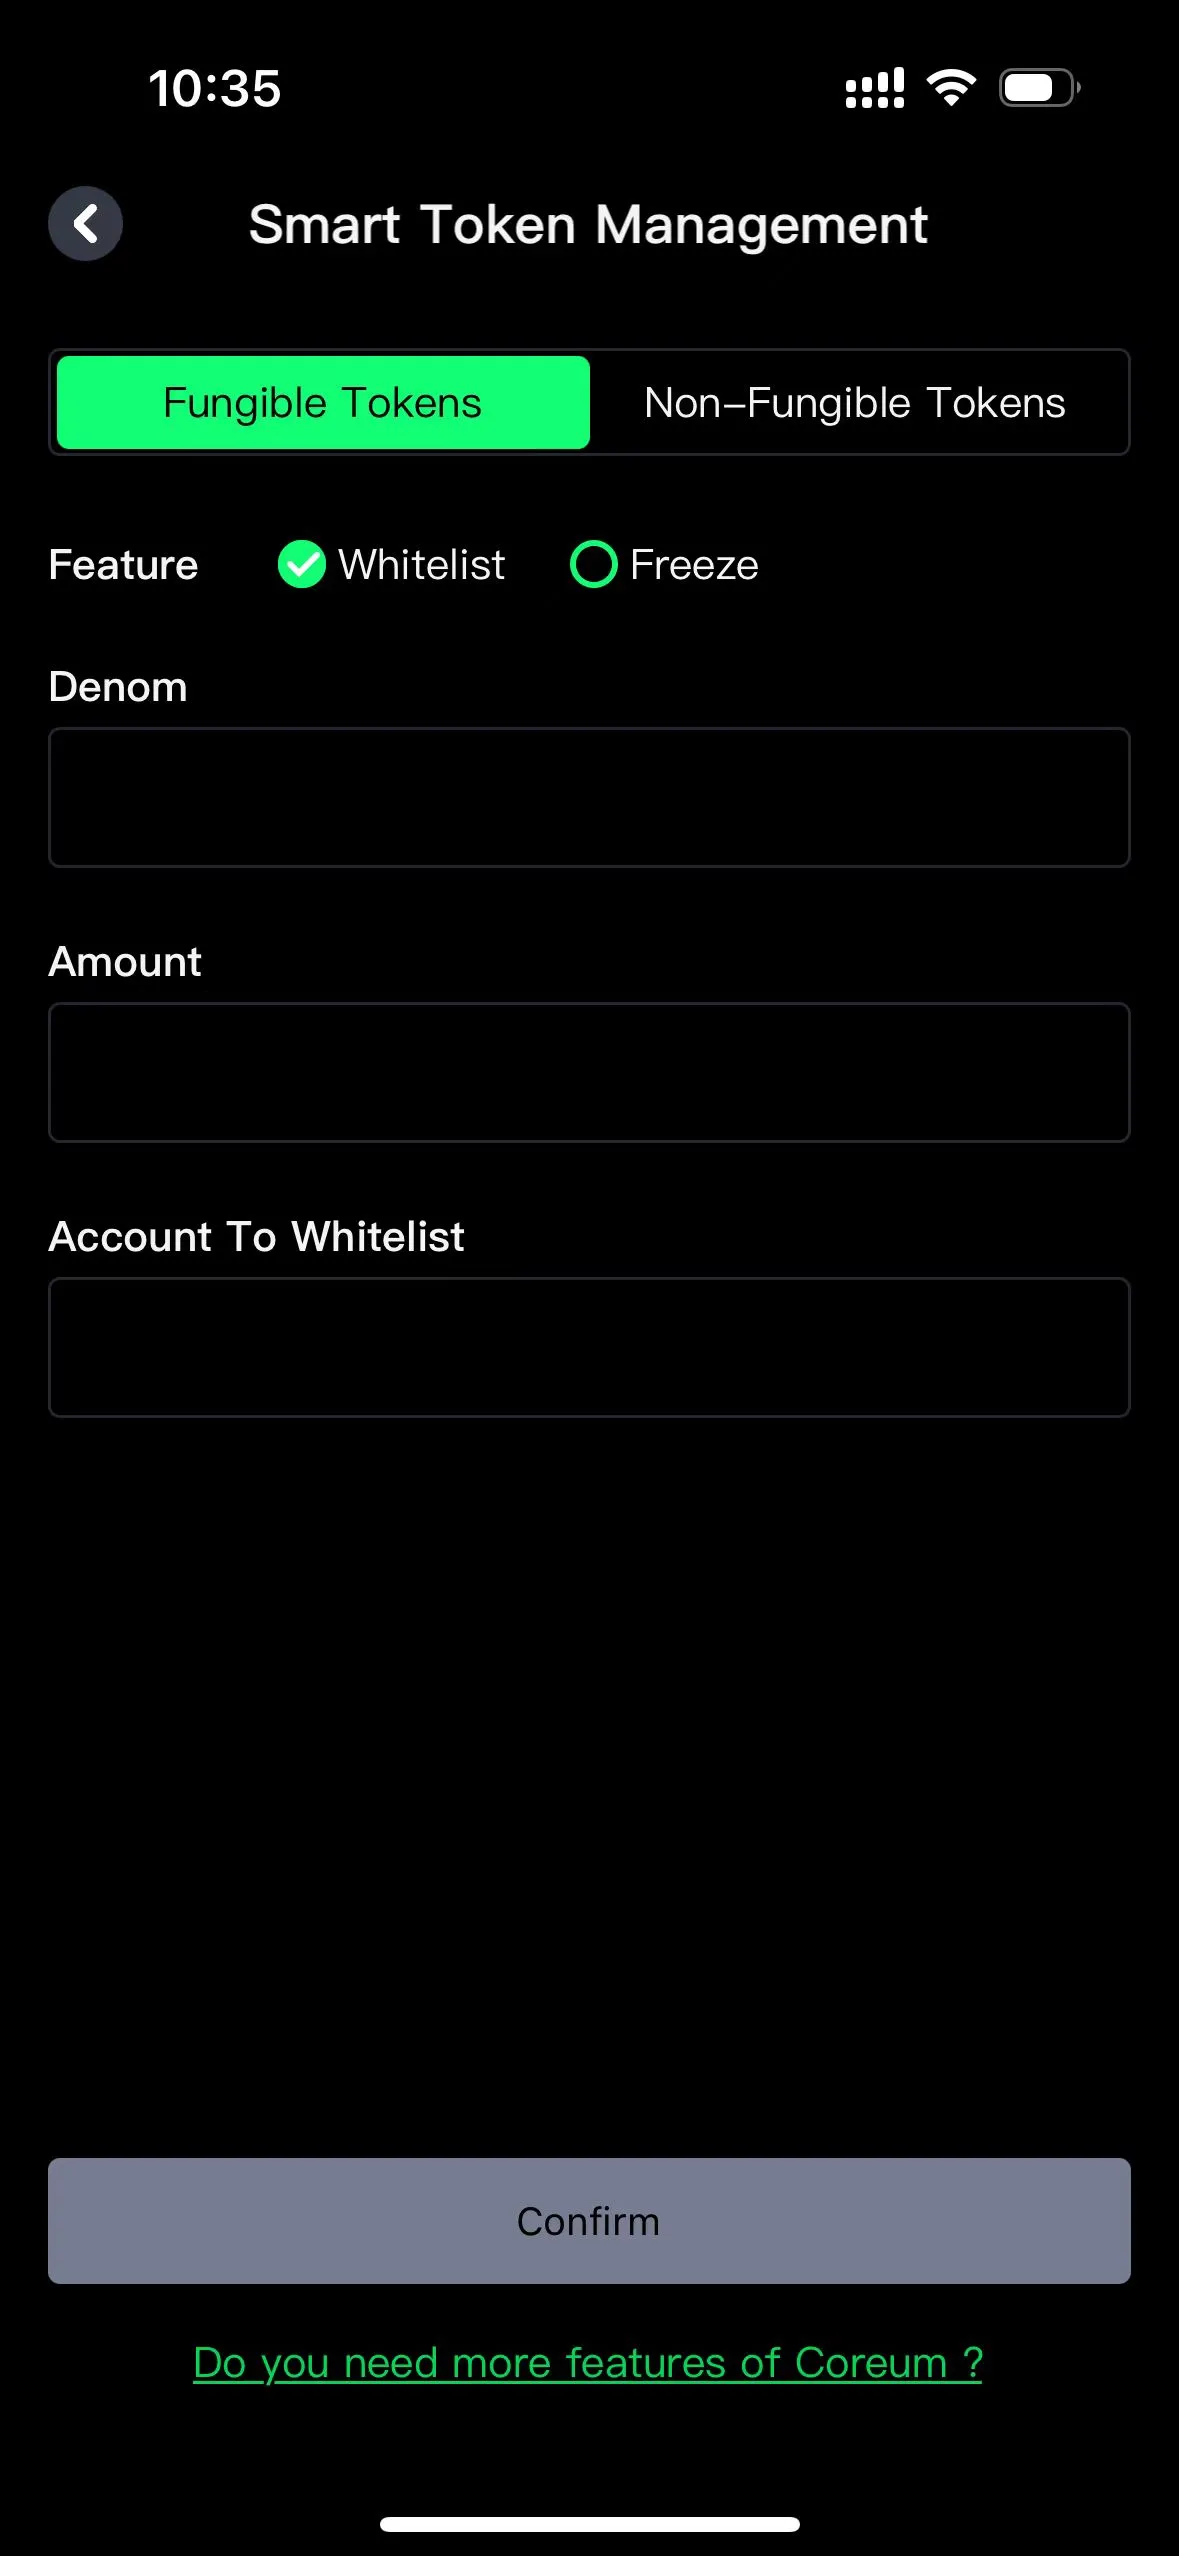 10:35
Smart Token Management
Fungible Tokens
Non–Fungible Tokens
Feature
Whitelist
Freeze
Denom
Amount
Account To Whitelist
Confirm
Do you need more features of Coreum ?